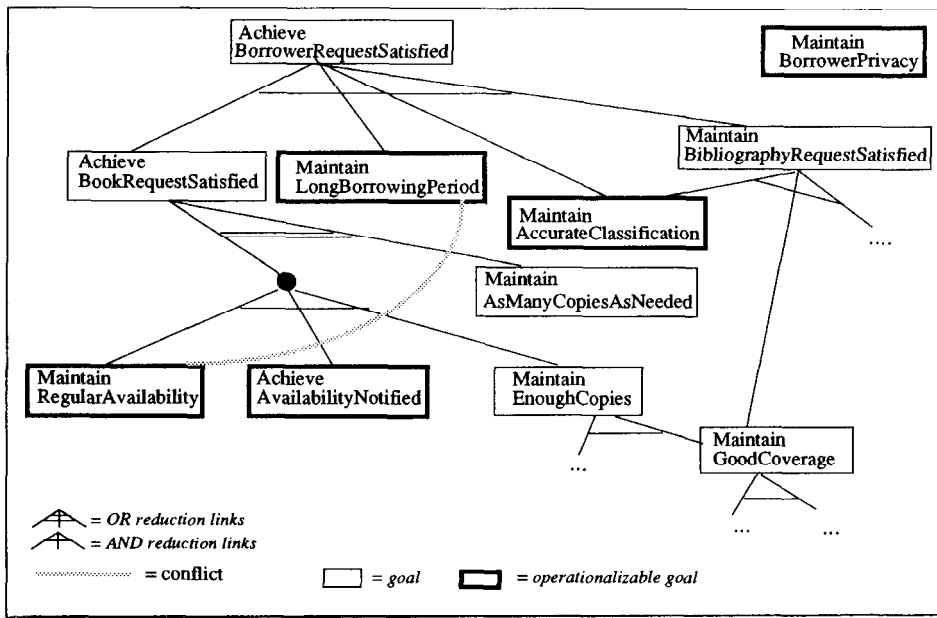 Achieve
BorrowerRequestSatisfied
Maintain
BorrowerPrivacy
Maintain
BibliographyRequestSatisfied
Achieve
BookRequestSatisfied
Maintain
LongBorrowingPeriod
Maintain
AccurateClassification
....
Maintain
AsManyCopiesAsNeeded
Maintain
RegularAvailability
Achieve
AvailabilityNotified
Maintain
EnoughCopies
Maintain
GoodCoverage
...
...
...
= OR reduction links
= AND reduction links
= conflict
= goal
= operationalizable goal